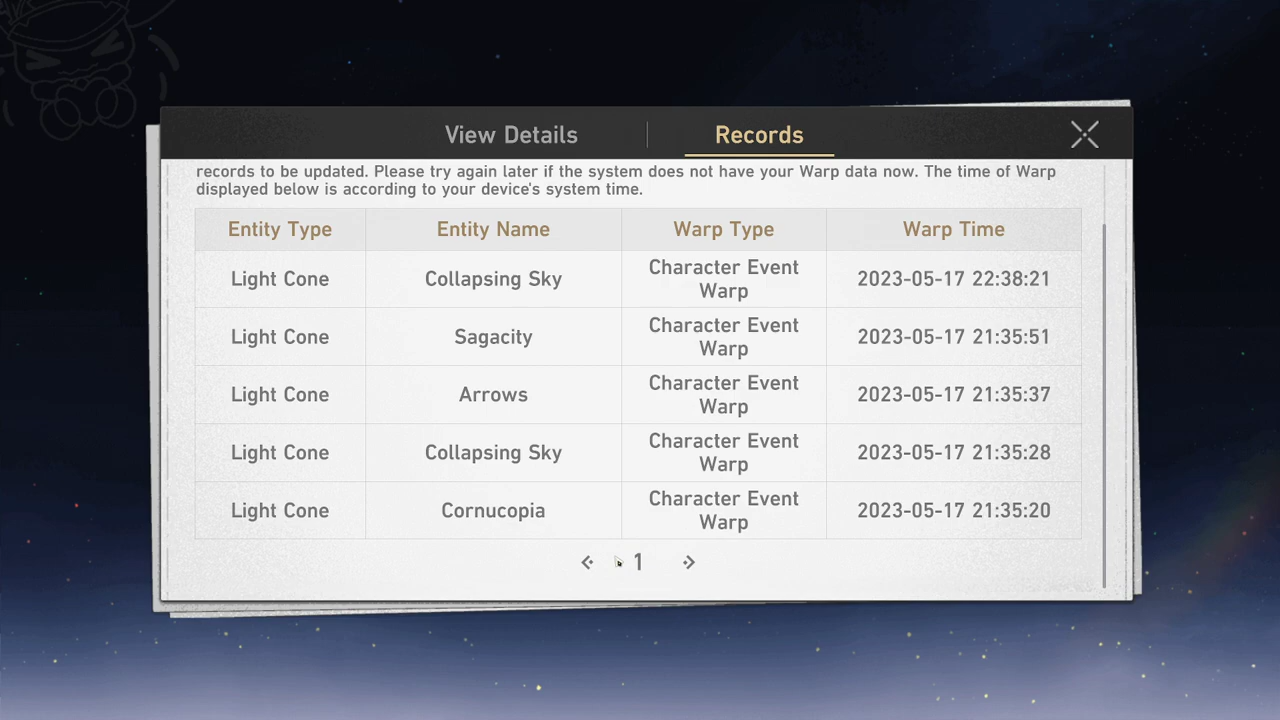 View Details
Records
records to be updated. Please try again later if the system does not have your Warp data now. The time of Warp
displayed below is according to your device's system time.
Entity Type Entity Name Warp Type Warp Time
Light Cone Collapsing Sky Character Event Warp 2023-05-17 22:38:21
Light Cone Sagacity Character Event Warp 2023-05-17 21:35:51
Light Cone Arrows Character Event Warp 2023-05-17 21:35:37
Light Cone Collapsing Sky Character Event Warp 2023-05-17 21:35:28
Light Cone Cornucopia Character Event Warp 2023-05-17 21:35:20
1